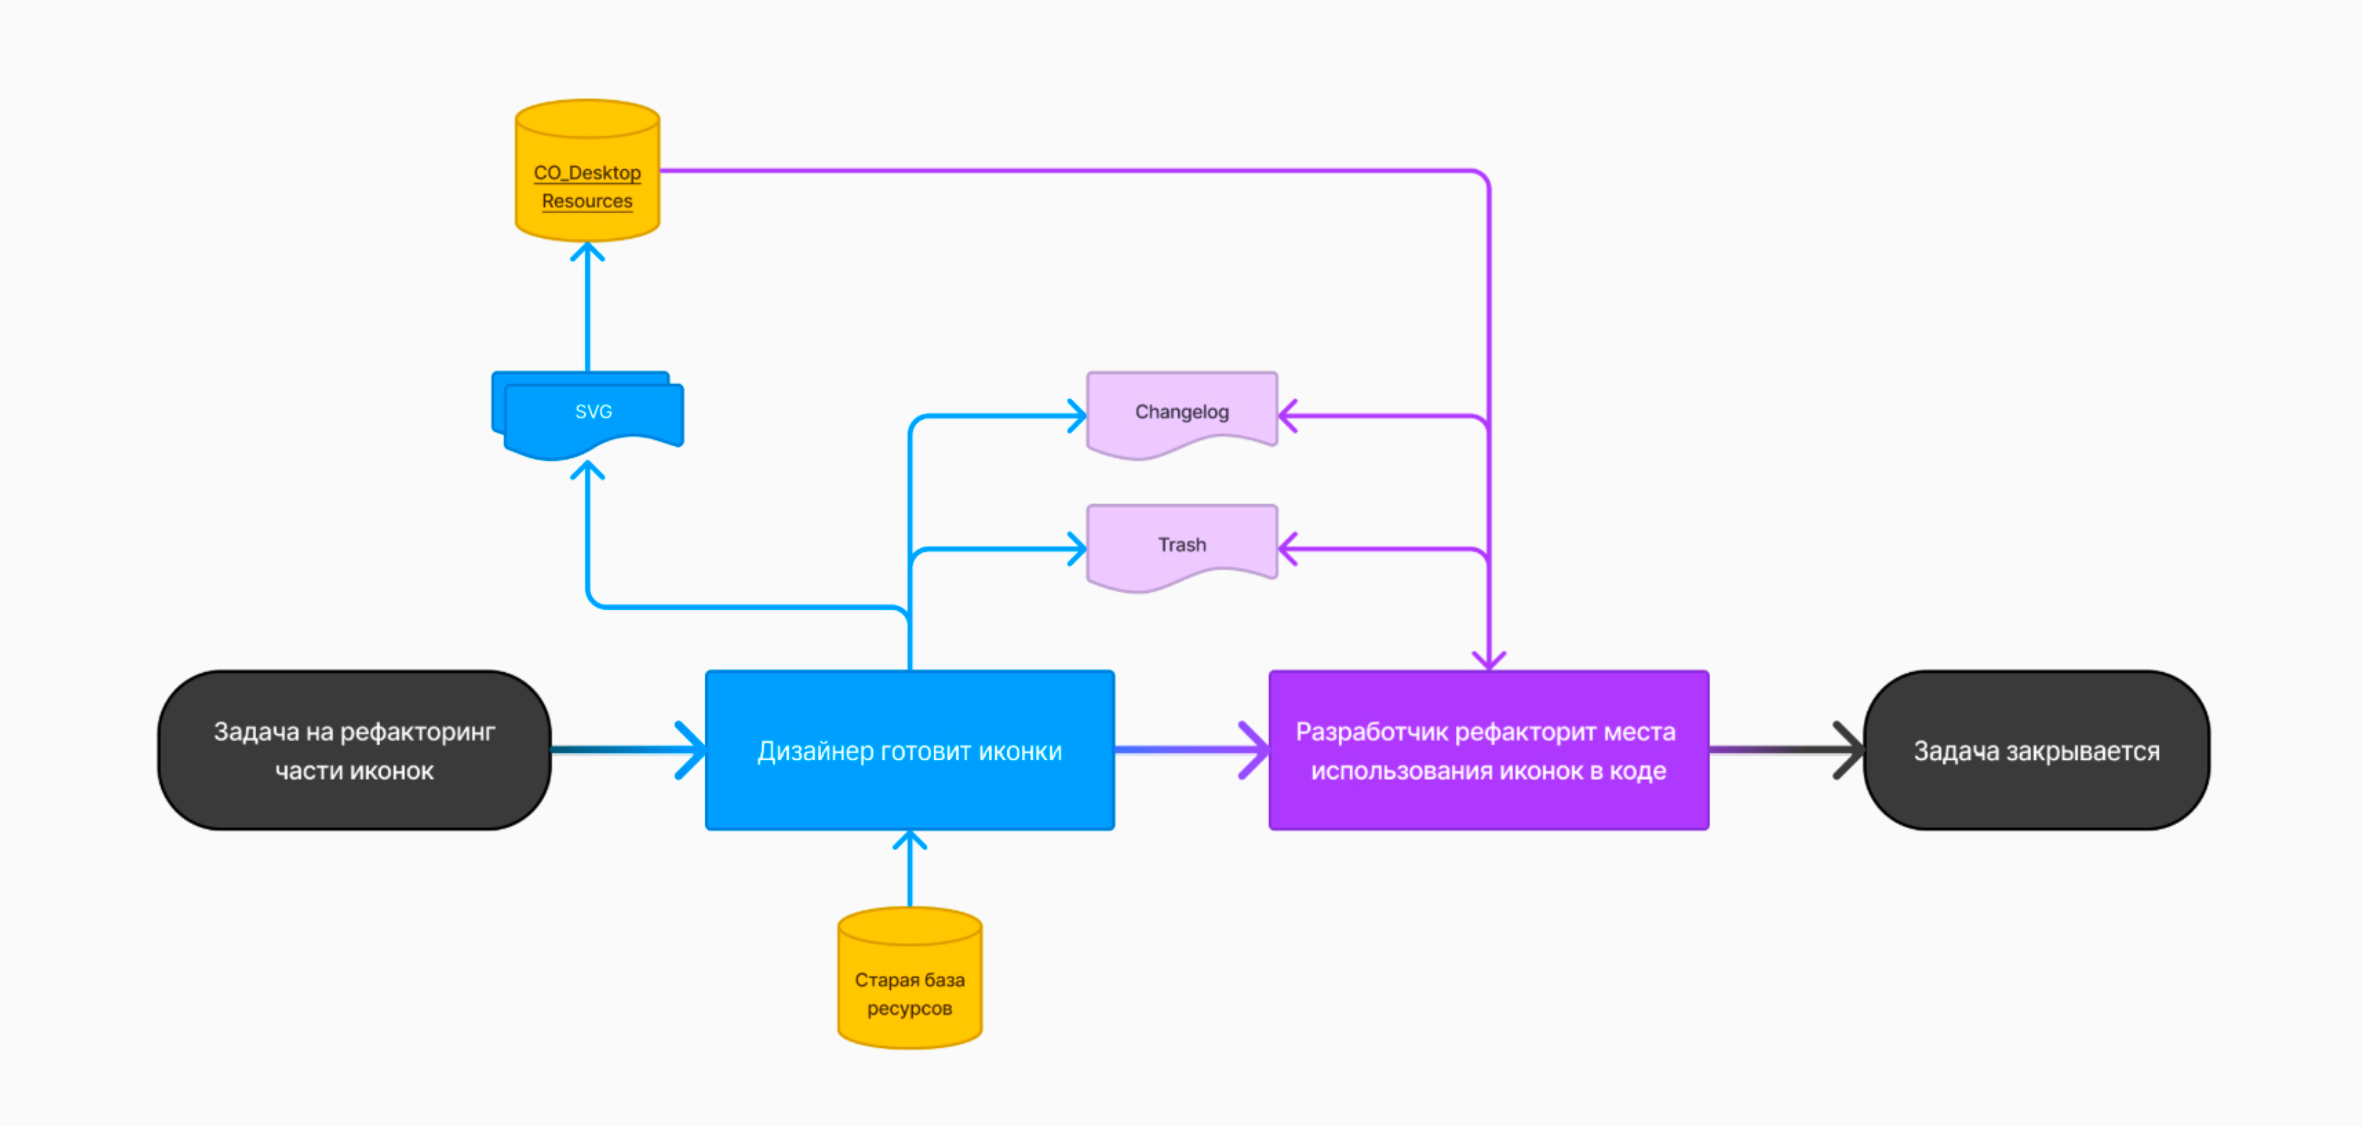 CO_Desktop
Resources
SVG
Changelog
Trash
Задача на рефакторинг
части иконок
Дизайнер готовит иконки
Разработчик рефакторит места
использования иконок в коде
Задача закрывается
Старая база
ресурсов